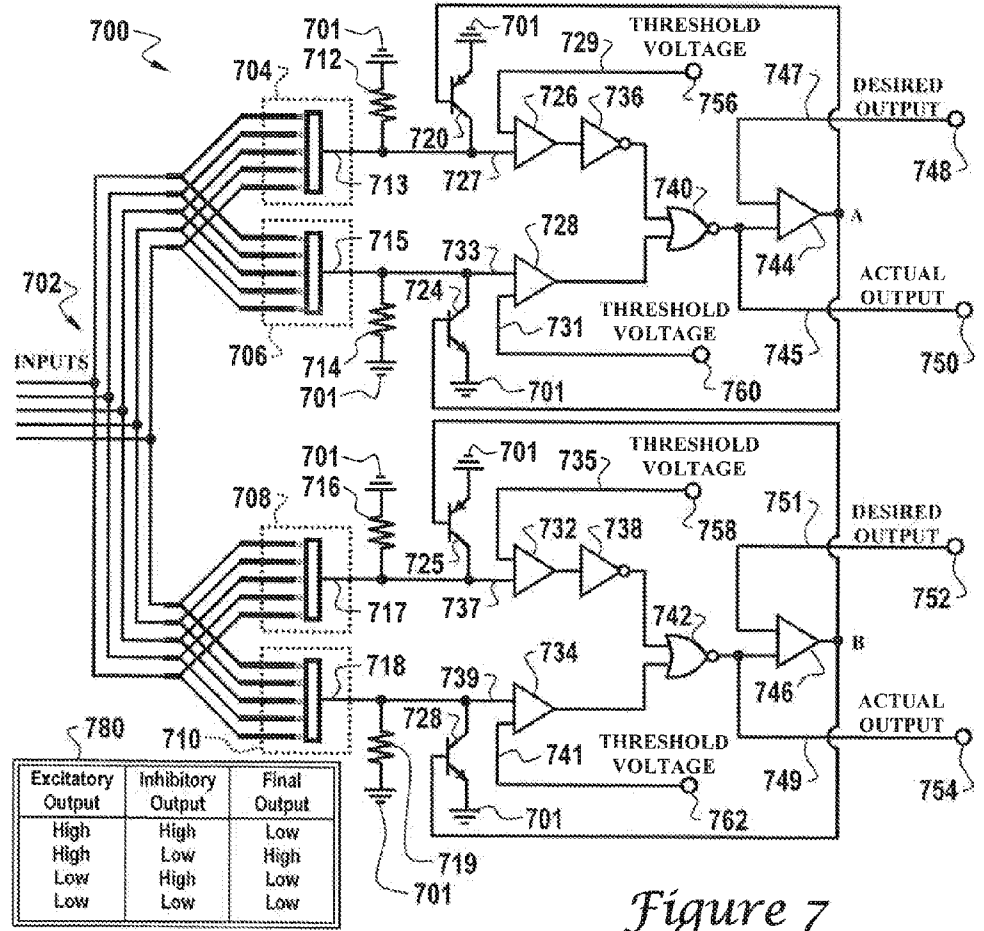 700
701
712
704
713
720
701
727
THRESHOLD
VOLTAGE
729
726
736
756
747
DESIRED
OUTPUT
748
740
A
744
702
INPUTS
715
706
714
701
733
724
728
731
THRESHOLD
VOLTAGE
760
701
ACTUAL
OUTPUT
745
750
701
716
708
717
725
701
737
THRESHOLD
VOLTAGE
735
732
738
758
751
DESIRED
OUTPUT
752
742
B
746
718
710
739
728
734
741
THRESHOLD
VOLTAGE
762
701
719
701
ACTUAL
OUTPUT
749
754
780
Excitatory Inhibitory Final
Output Output Output
High High Low
High Low High
Low High Low
Low Low Low
Figure 7